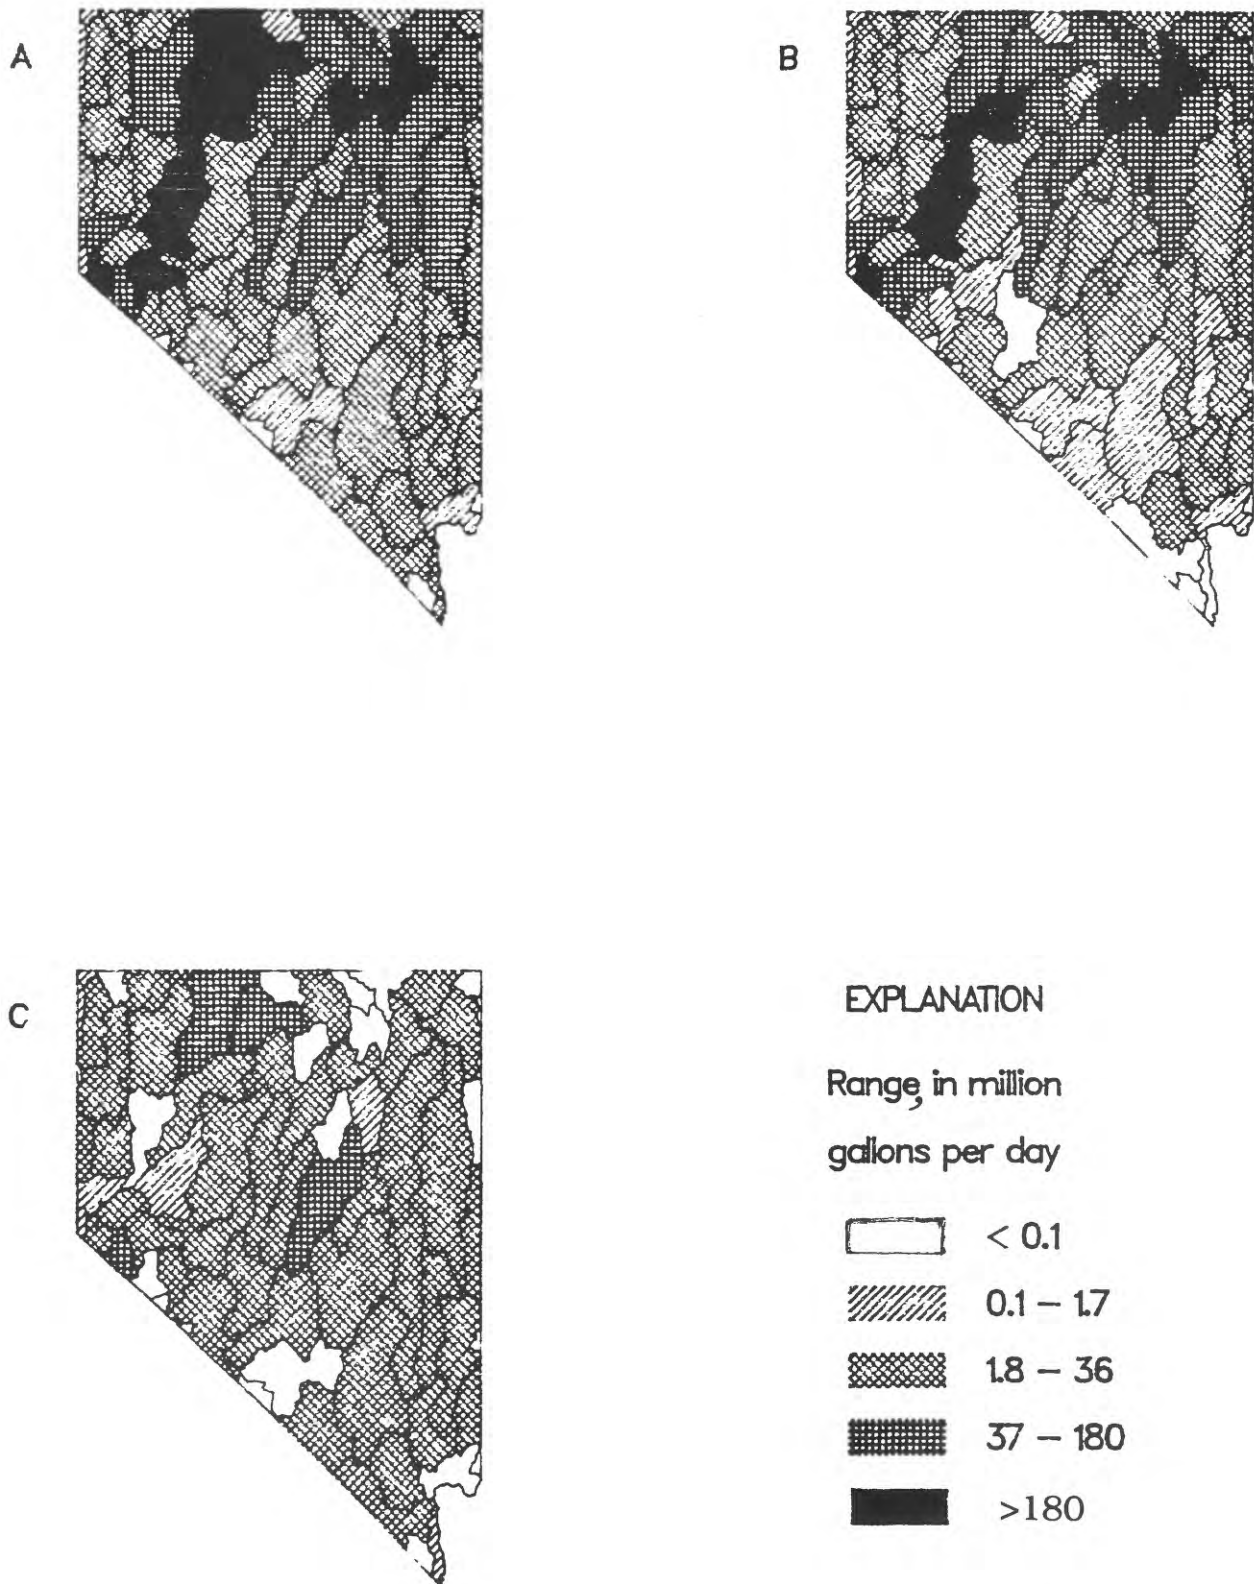 A
B
C
EXPLANATION
Range, in million
gallons per day
< 0.1
0.1 – 1.7
1.8 – 36
37 – 180
>180